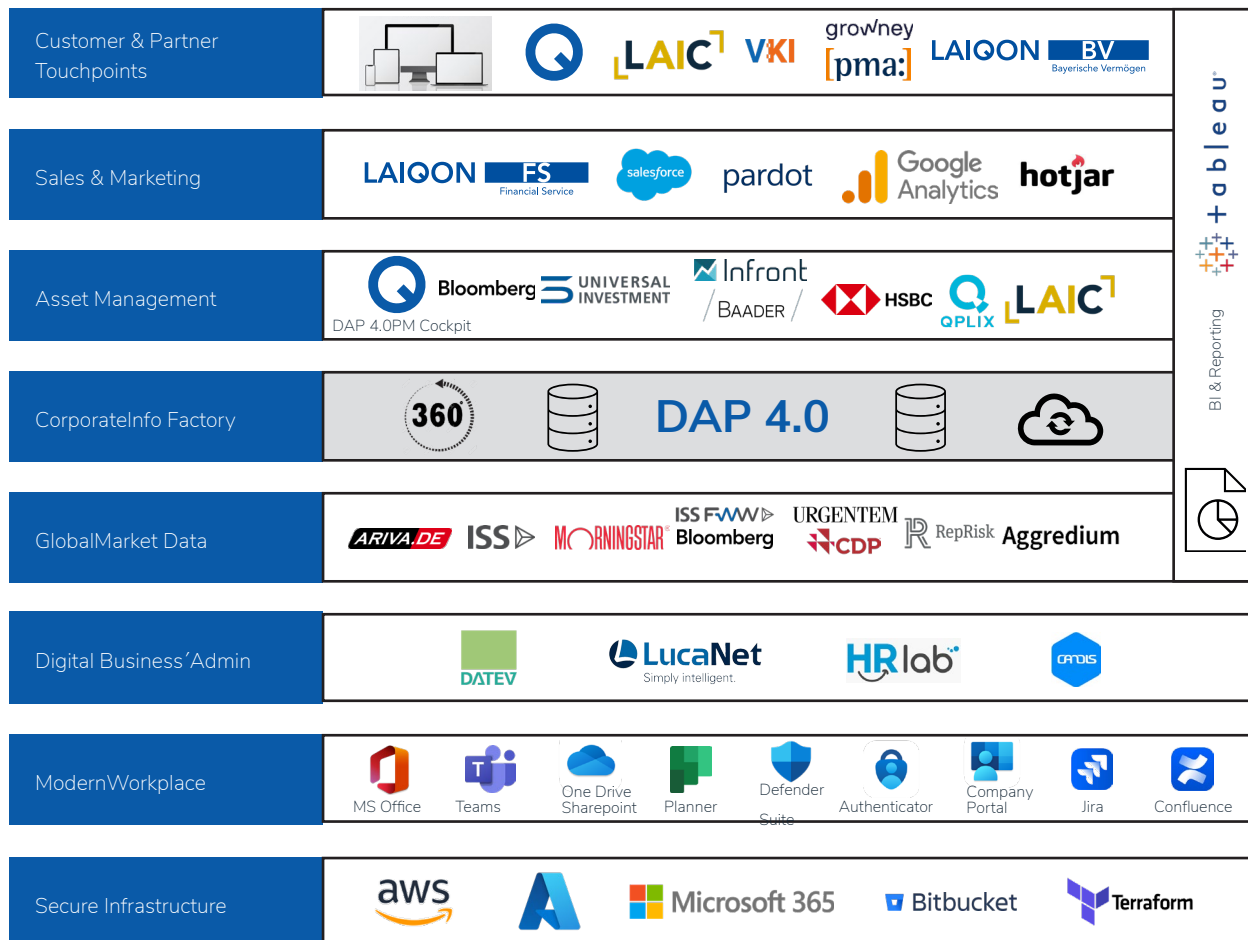 Customer & Partner
Touchpoints
LAIC
VKI
growney
[pma:]
LAIQON BV
Bayerische Vermögen
Sales & Marketing
LAIQON FS
Financial Service
salesforce
pardot
Google
Analytics
hotjar
Asset Management
DAP 4.0PM Cockpit
Bloomberg
UNIVERSAL
INVESTMENT
Infront
/ BAADER /
HSBC
QPLIX
LAIC
CorporateInfo Factory
360°
DAP 4.0
GlobalMarket Data
ARIVA.DE
ISS
MORNINGSTAR®
ISS FWW
Bloomberg
URGENTEM
CDP
RepRisk
Aggredium
+ableau
BI & Reporting
Digital Business´Admin
DATEV
LucaNet
Simply intelligent.
HRlab
CANDIS
ModernWorkplace
MS Office
Teams
One Drive
Sharepoint
Planner
Defender
Suite
Authenticator
Company
Portal
Jira
Confluence
Secure Infrastructure
aws
Microsoft 365
Bitbucket
Terraform